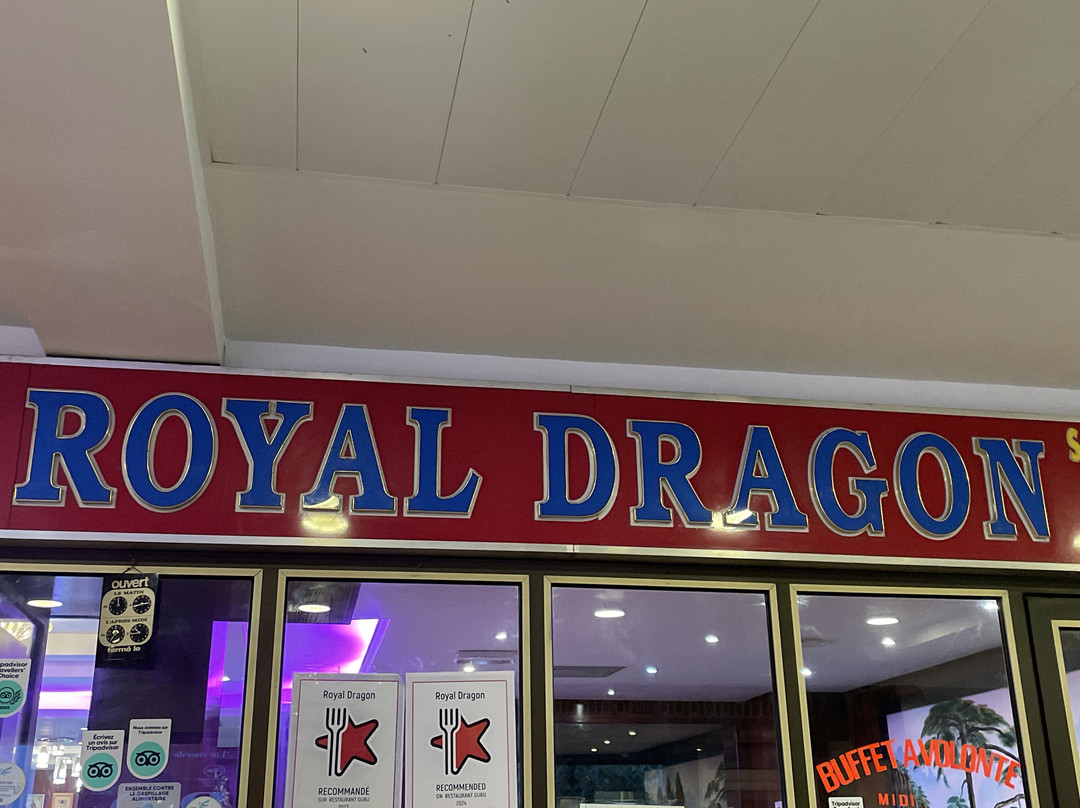 ROYAL DRAGON
S
ouvert
LE MATIN
L'APRÈS-MIDI
fermé le
Tripadvisor
Travellers'
Choice
Écrivez
un avis sur
Tripadvisor
Nous sommes sur
Tripadvisor
ENSEMBLE CONTRE
LE GASPILLAGE
ALIMENTAIRE
Royal Dragon
RECOMMANDÉ
SUR RESTAURANT GURU
2023
Royal Dragon
RECOMMENDED
ON RESTAURANT GURU
2024
BUFFET A VOLONTE
MIDI
Tripadvisor